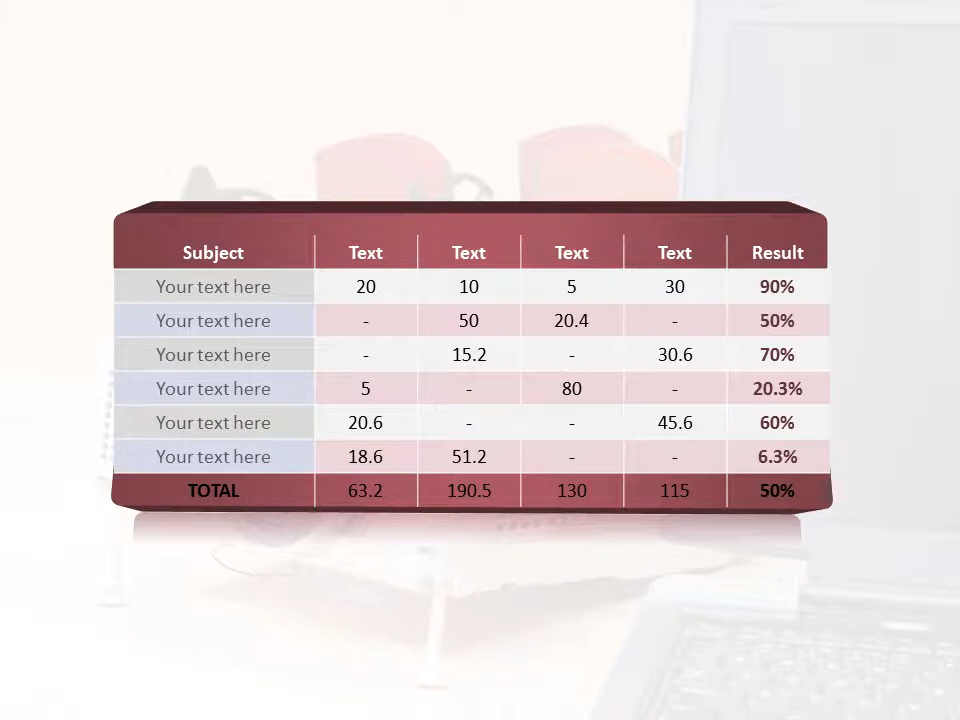 Subject Text Text Text Text Result
Your text here 20 10 5 30 90%
Your text here - 50 20.4 - 50%
Your text here - 15.2 - 30.6 70%
Your text here 5 - 80 - 20.3%
Your text here 20.6 - - 45.6 60%
Your text here 18.6 51.2 - - 6.3%
TOTAL 63.2 190.5 130 115 50%